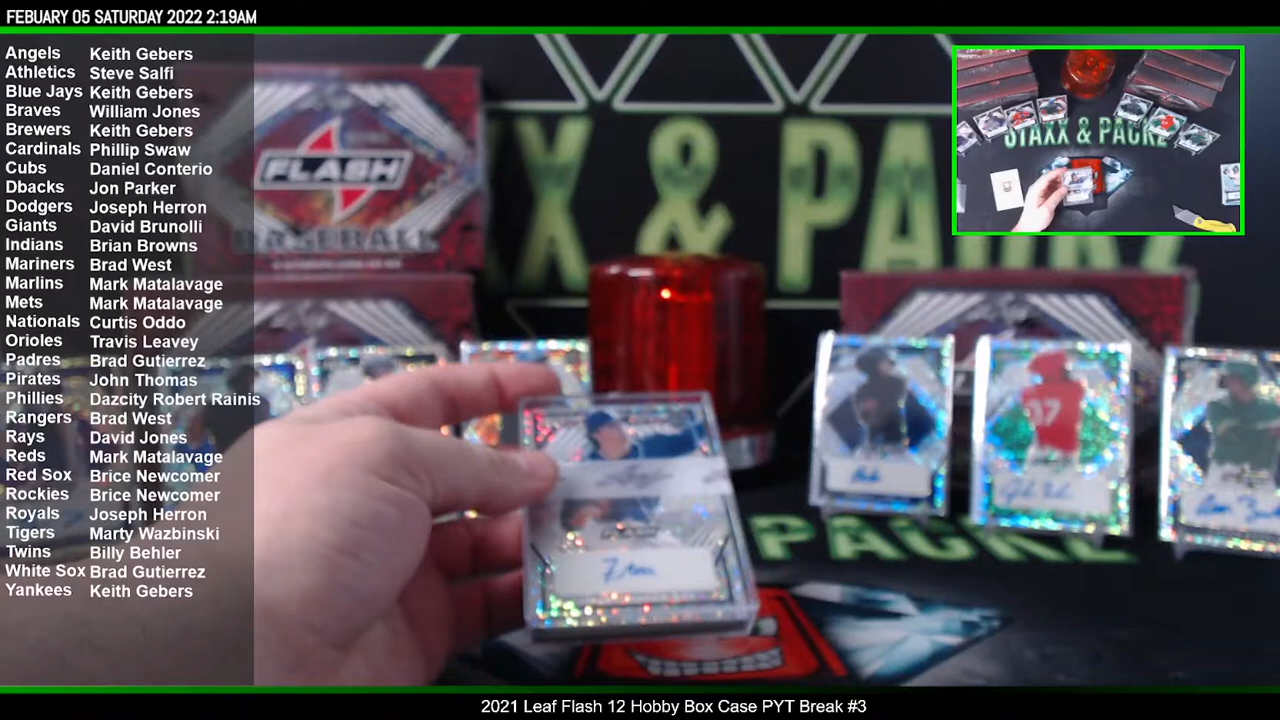 FEBUARY 05 SATURDAY 2022 2:19AM
Angels Keith Gebers
Athletics Steve Salfi
Blue Jays Keith Gebers
Braves William Jones
Brewers Keith Gebers
Cardinals Phillip Swaw
Cubs Daniel Conterio
Dbacks Jon Parker
Dodgers Joseph Herron
Giants David Brunolli
Indians Brian Browns
Mariners Brad West
Marlins Mark Matalavage
Mets Mark Matalavage
Nationals Curtis Oddo
Orioles Travis Leavey
Padres Brad Gutierrez
Pirates John Thomas
Phillies Dazcity Robert Rainis
Rangers Brad West
Rays David Jones
Reds Mark Matalavage
Red Sox Brice Newcomer
Rockies Brice Newcomer
Royals Joseph Herron
Tigers Marty Wazbinski
Twins Billy Behler
White Sox Brad Gutierrez
Yankees Keith Gebers
FLASH
BASEBALL
X & PACKZ
STAXX & PACKZ
PACKZ
2021 Leaf Flash 12 Hobby Box Case PYT Break #3